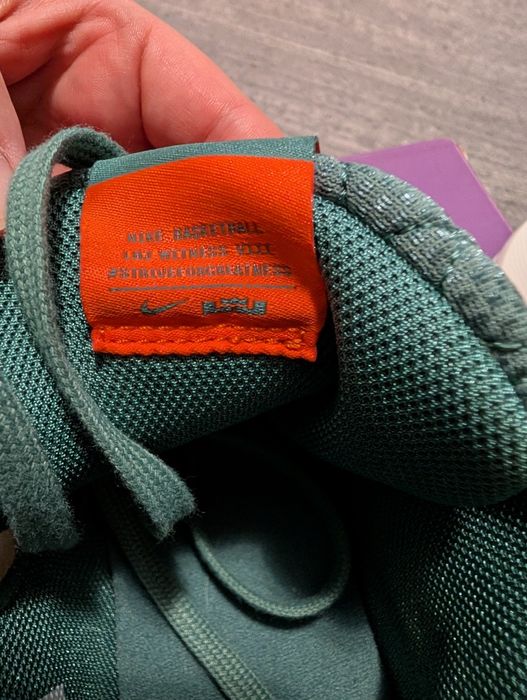 NIKE BASKETBALL
LBJ WITNESS VIII
#STRIVEFORGREATNESS